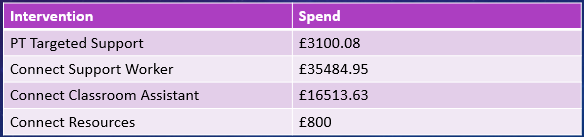 Intervention Spend
PT Targeted Support £3100.08
Connect Support Worker £35484.95
Connect Classroom Assistant £16513.63
Connect Resources £800